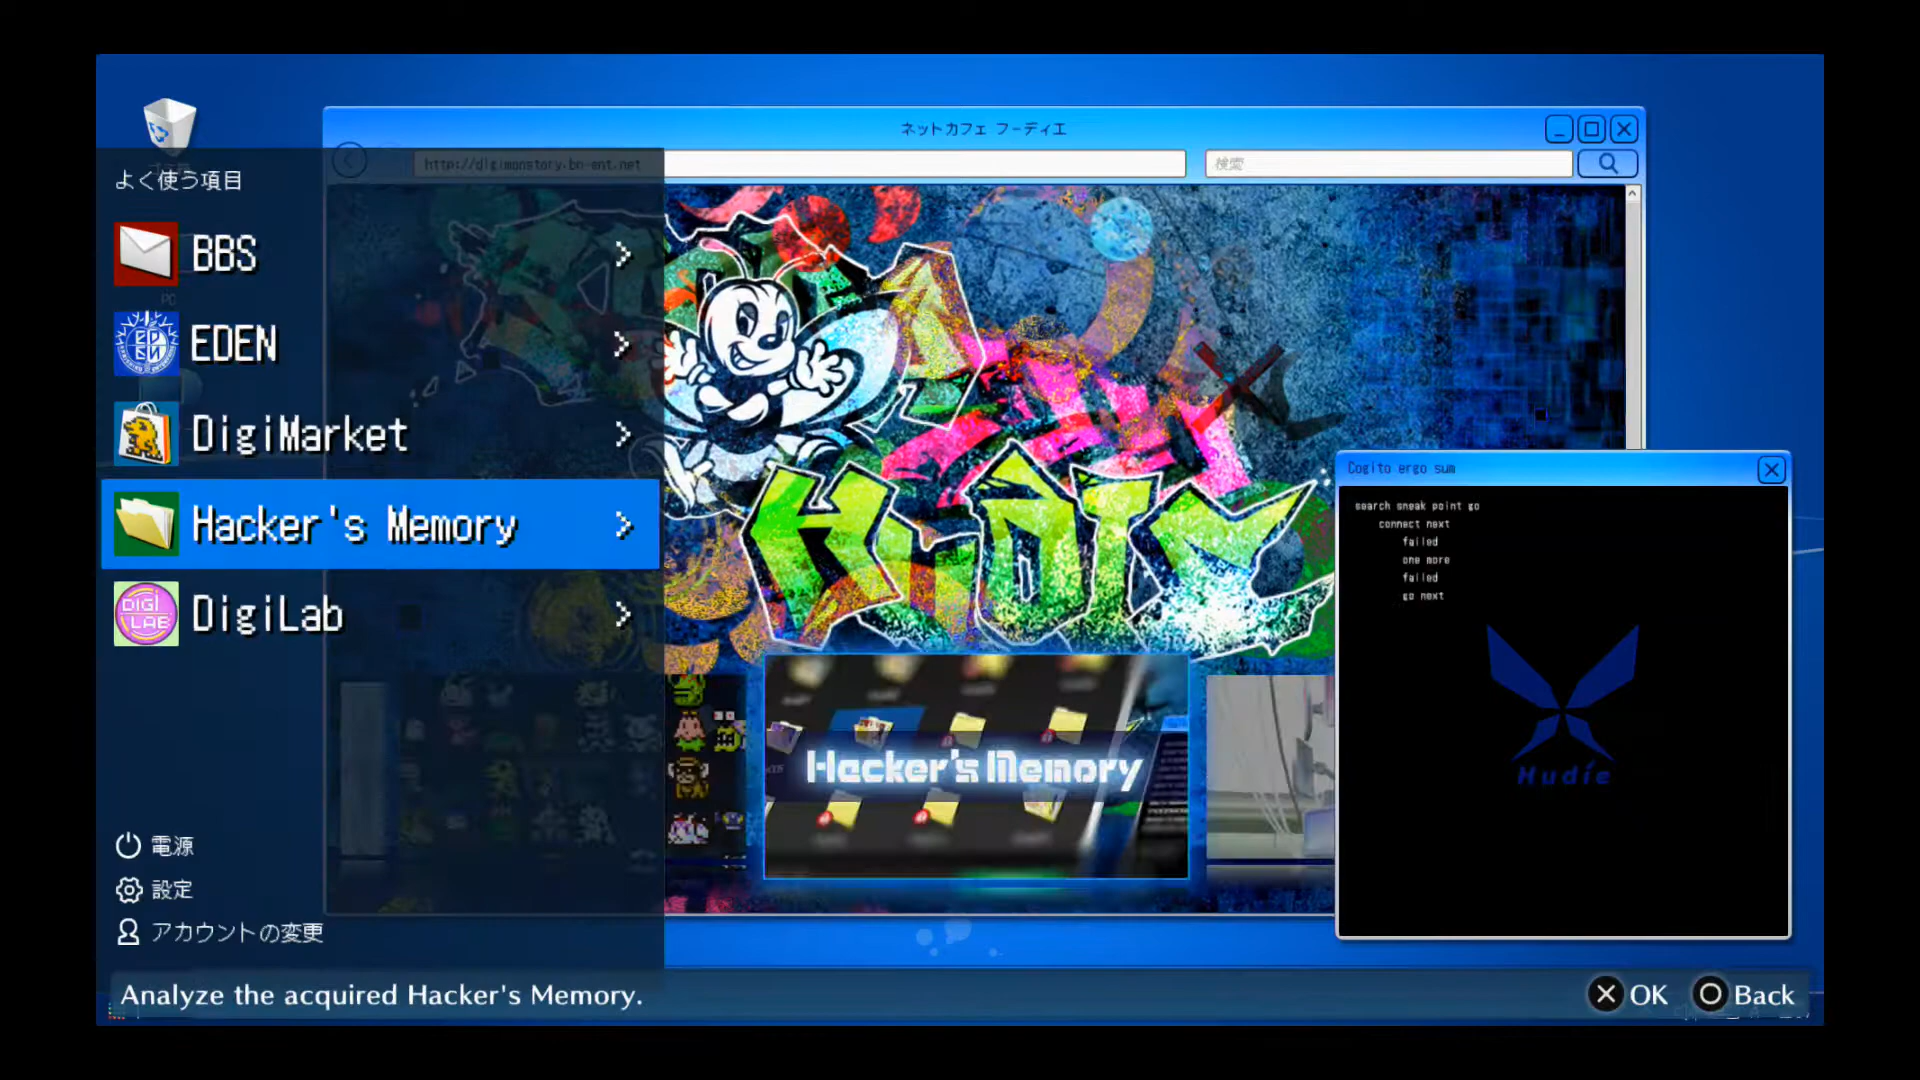 ネットカフェ フーディエ
http://digimonstory.bn-ent.net
検索
よく使う項目
BBS
PC
EDEN
DigiMarket
Hacker's Memory
DIGI LAB
DigiLab
HUDIE
Hacker's Memory
Cogito ergo sum
search sneak point go
connect next
failed
one more
failed
go next
Hudie
電源
設定
アカウントの変更
Analyze the acquired Hacker's Memory.
OK
Back